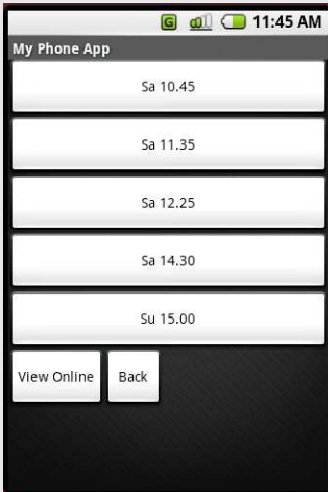 G 11:45 AM
My Phone App
Sa 10.45
Sa 11.35
Sa 12.25
Sa 14.30
Su 15.00
View Online Back